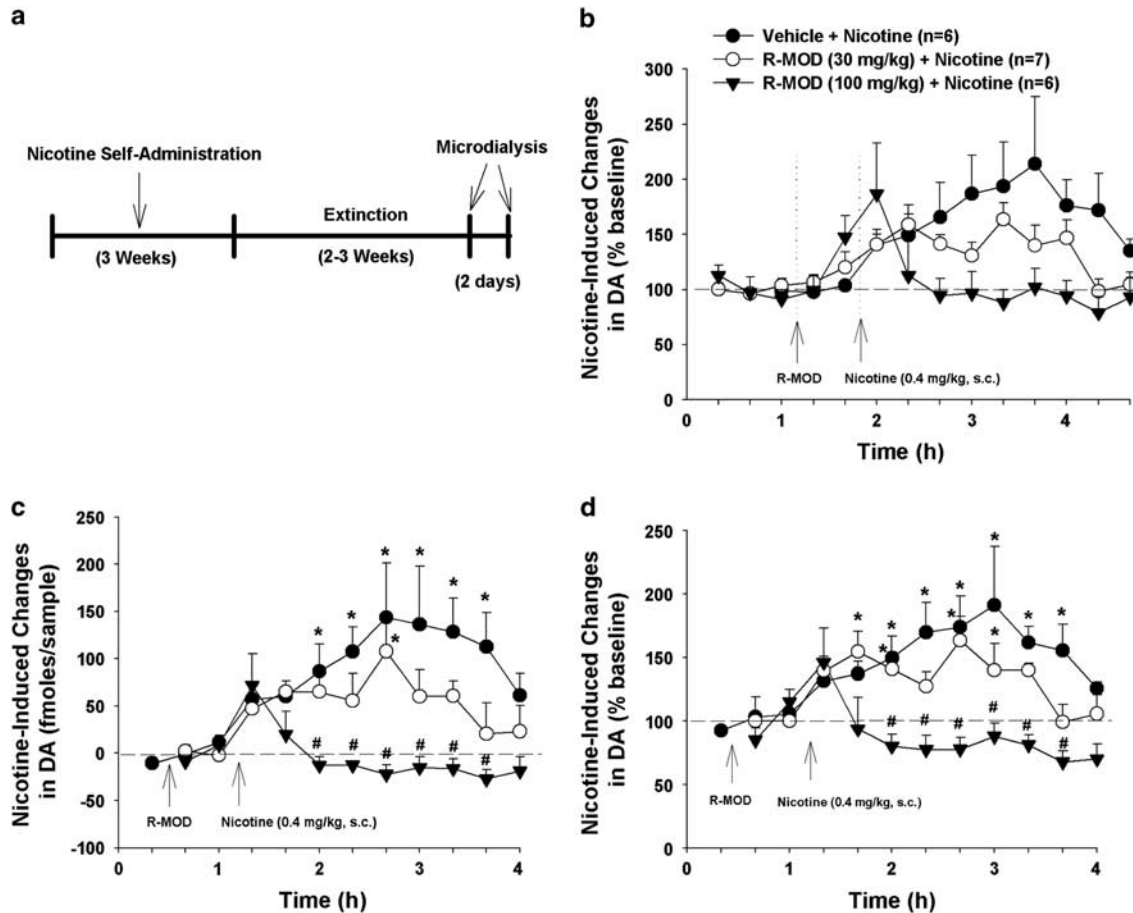 a
Nicotine Self-Administration
Microdialysis
Extinction
(3 Weeks)
(2-3 Weeks)
(2 days)
b
Vehicle + Nicotine (n=6)
R-MOD (30 mg/kg) + Nicotine (n=7)
R-MOD (100 mg/kg) + Nicotine (n=6)
Nicotine-Induced Changes
in DA (% baseline)
300
250
200
150
100
50
0
R-MOD
Nicotine (0.4 mg/kg, s.c.)
0 1 2 3 4
Time (h)
c
Nicotine-Induced Changes
in DA (fmoles/sample)
250
200
150
100
50
0
-50
-100
* * * * * * *
# # # # # #
R-MOD
Nicotine (0.4 mg/kg, s.c.)
0 1 2 3 4
Time (h)
d
Nicotine-Induced Changes
in DA (% baseline)
250
200
150
100
50
0
* * * * * * * * * *
# # # # # #
R-MOD
Nicotine (0.4 mg/kg, s.c.)
0 1 2 3 4
Time (h)